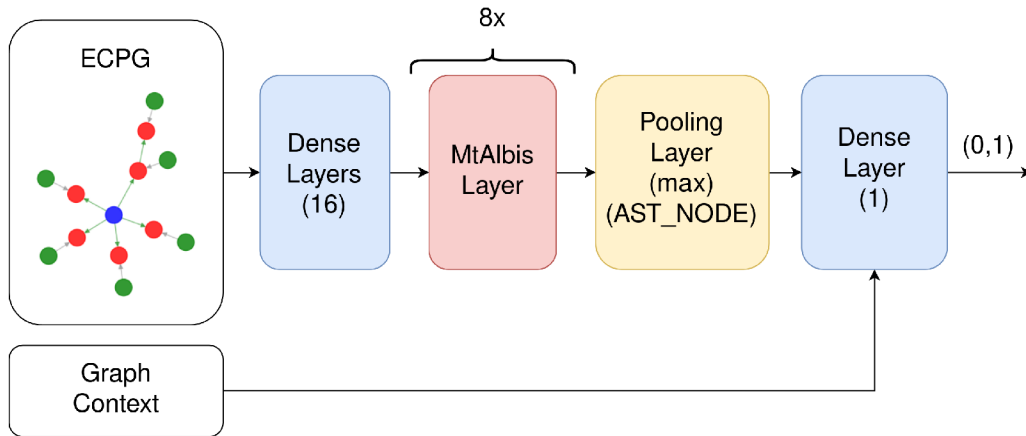 8x
ECPG
Dense
Layers
(16)
MtAlbis
Layer
Pooling
Layer
(max)
(AST_NODE)
Dense
Layer
(1)
(0,1)
Graph
Context